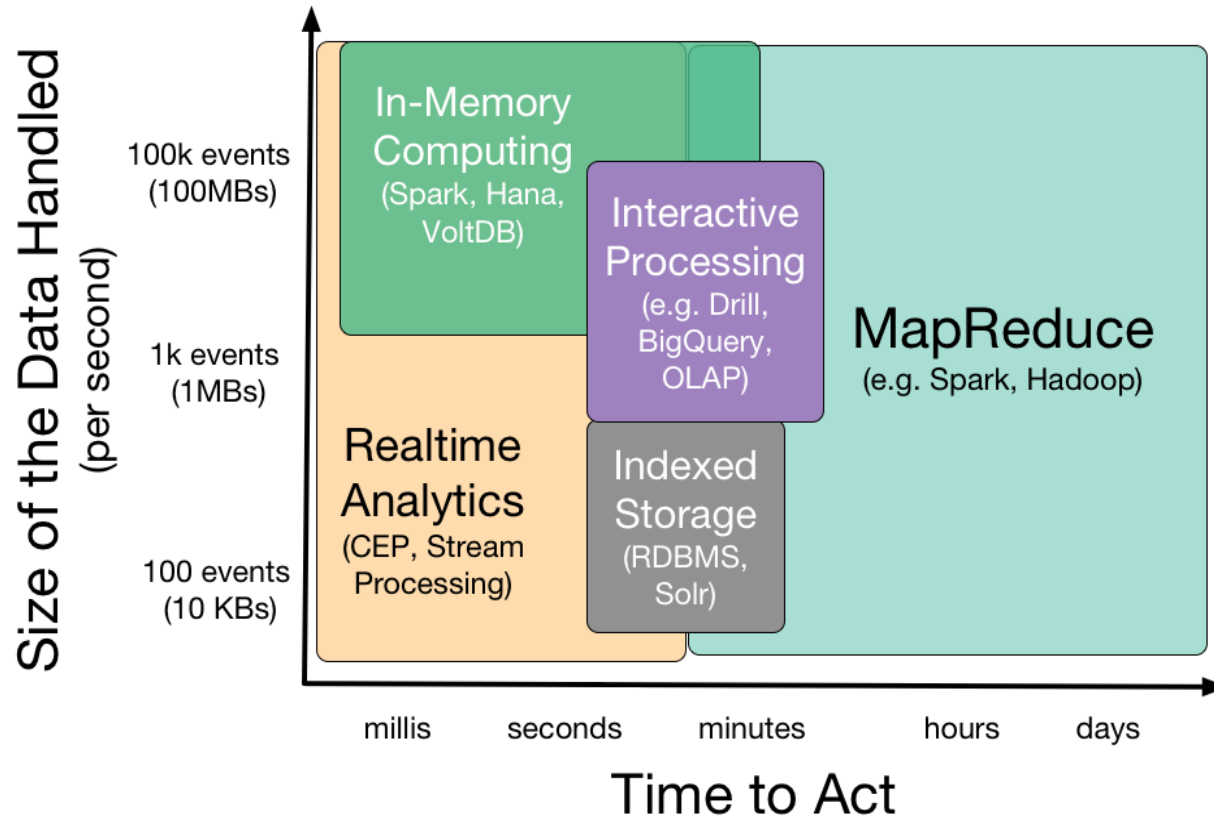 Size of the Data Handled
(per second)
100k events
(100MBs)
1k events
(1MBs)
100 events
(10 KBs)
In-Memory
Computing
(Spark, Hana,
VoltDB)
Interactive
Processing
(e.g. Drill,
BigQuery,
OLAP)
MapReduce
(e.g. Spark, Hadoop)
Realtime
Analytics
(CEP, Stream
Processing)
Indexed
Storage
(RDBMS,
Solr)
millis
seconds
minutes
hours
days
Time to Act